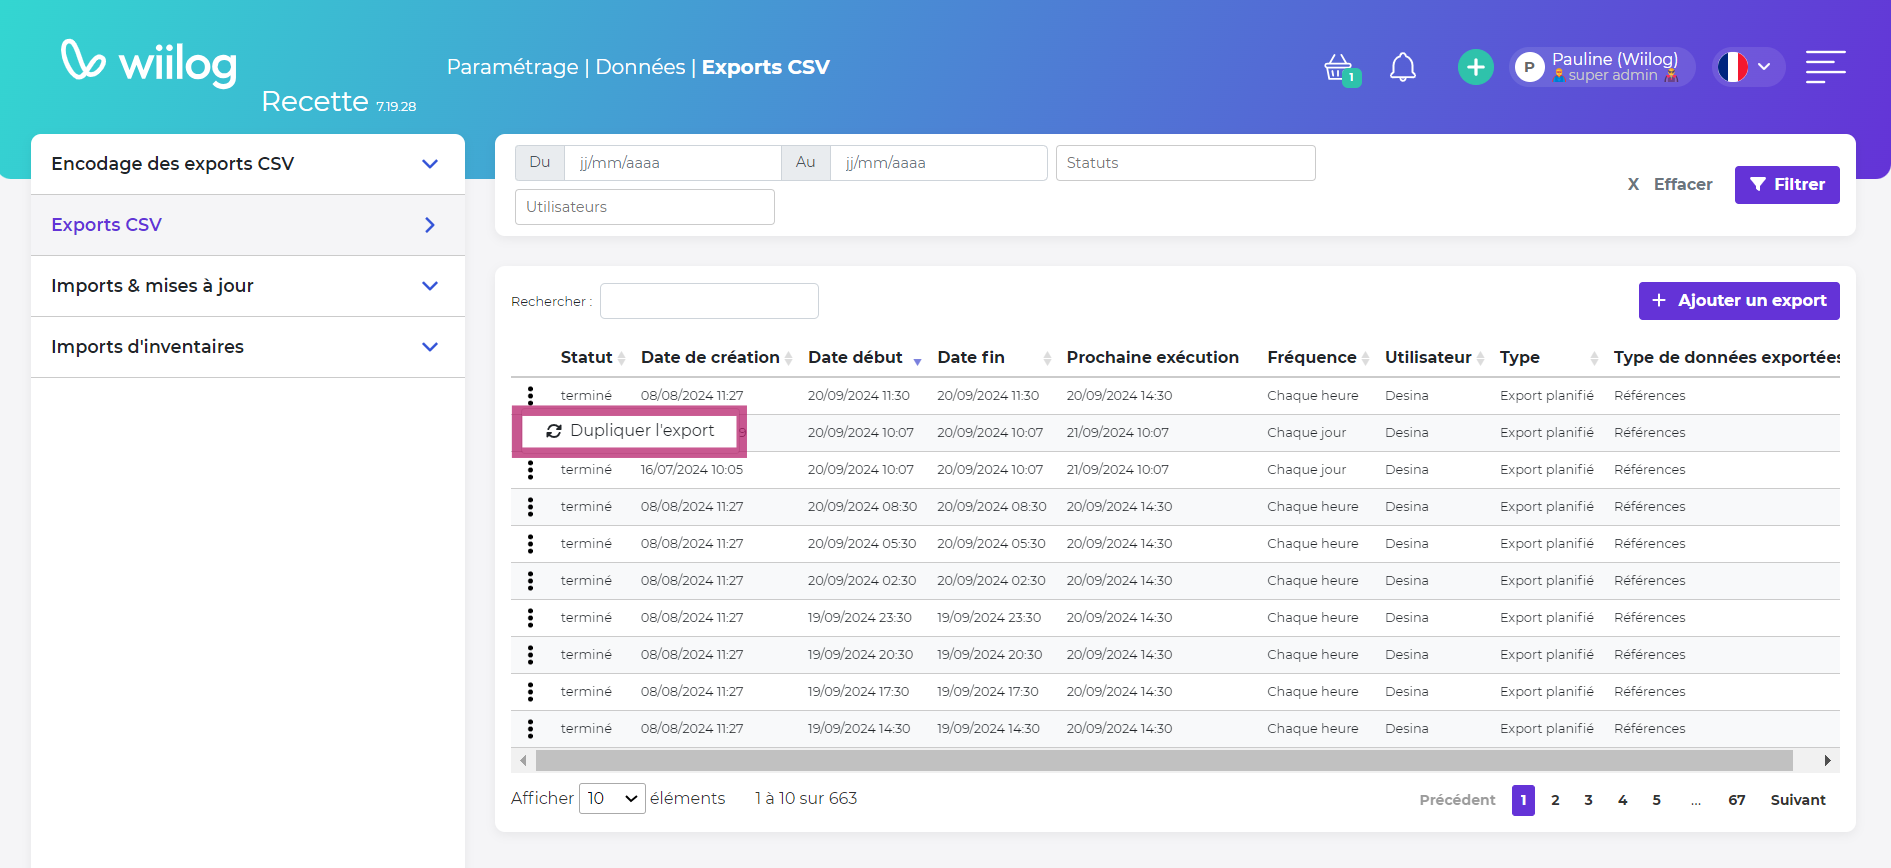 wiilog
Recette 7.19.28
Paramétrage | Données | Exports CSV
1
P
Pauline (Wiilog)
super admin
Encodage des exports CSV
Exports CSV
Imports & mises à jour
Imports d'inventaires
Du jj/mm/aaaa Au jj/mm/aaaa Statuts
Utilisateurs
X Effacer Filtrer
Rechercher :
+ Ajouter un export
Statut Date de création Date début Date fin Prochaine exécution Fréquence Utilisateur Type Type de données exportées
terminé 08/08/2024 11:27 20/09/2024 11:30 20/09/2024 11:30 20/09/2024 14:30 Chaque heure Desina Export planifié Références
Dupliquer l'export 9 20/09/2024 10:07 20/09/2024 10:07 21/09/2024 10:07 Chaque jour Desina Export planifié Références
terminé 16/07/2024 10:05 20/09/2024 10:07 20/09/2024 10:07 21/09/2024 10:07 Chaque jour Desina Export planifié Références
terminé 08/08/2024 11:27 20/09/2024 08:30 20/09/2024 08:30 20/09/2024 14:30 Chaque heure Desina Export planifié Références
terminé 08/08/2024 11:27 20/09/2024 05:30 20/09/2024 05:30 20/09/2024 14:30 Chaque heure Desina Export planifié Références
terminé 08/08/2024 11:27 20/09/2024 02:30 20/09/2024 02:30 20/09/2024 14:30 Chaque heure Desina Export planifié Références
terminé 08/08/2024 11:27 19/09/2024 23:30 19/09/2024 23:30 20/09/2024 14:30 Chaque heure Desina Export planifié Références
terminé 08/08/2024 11:27 19/09/2024 20:30 19/09/2024 20:30 20/09/2024 14:30 Chaque heure Desina Export planifié Références
terminé 08/08/2024 11:27 19/09/2024 17:30 19/09/2024 17:30 20/09/2024 14:30 Chaque heure Desina Export planifié Références
terminé 08/08/2024 11:27 19/09/2024 14:30 19/09/2024 14:30 20/09/2024 14:30 Chaque heure Desina Export planifié Références
Afficher 10 éléments 1 à 10 sur 663
Précédent 1 2 3 4 5 ... 67 Suivant